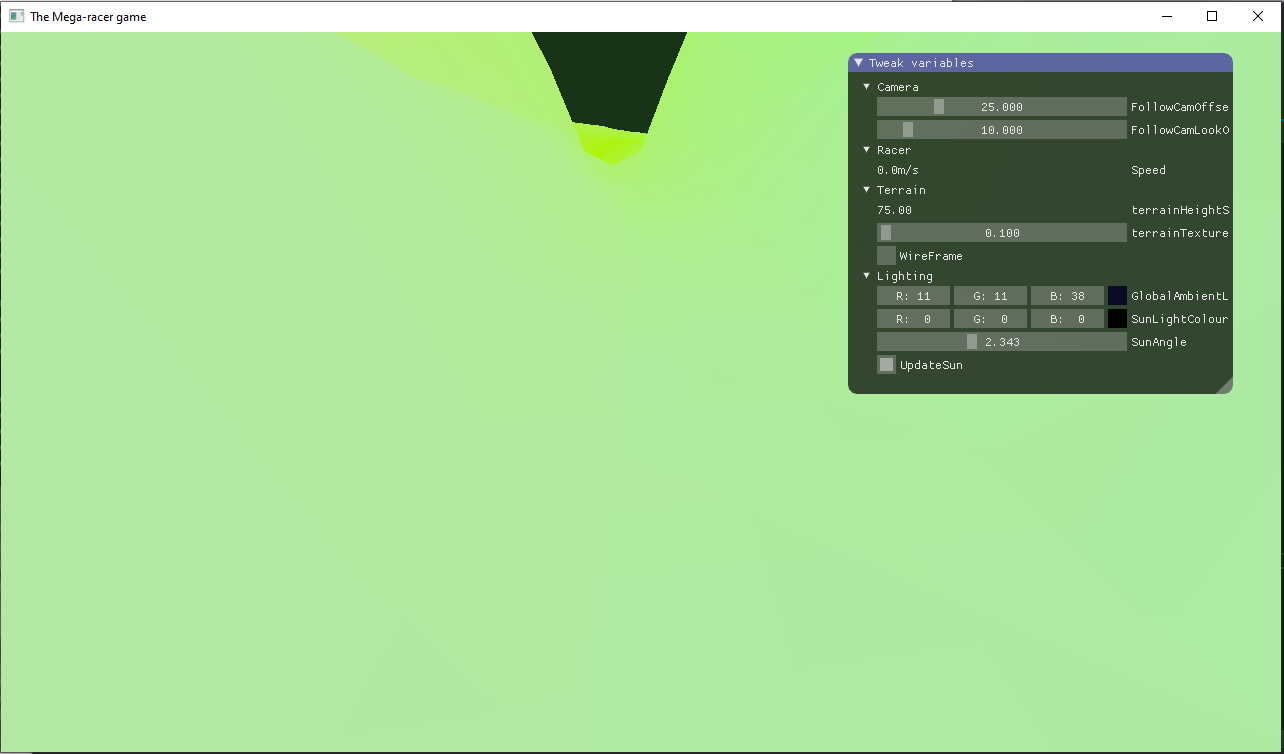 The Mega-racer game
Tweak variables
Camera
25.000 FollowCamOffse
10.000 FollowCamLookO
Racer
0.0m/s Speed
Terrain
75.00 terrainHeightS
0.100 terrainTexture
WireFrame
Lighting
R: 11 G: 11 B: 38 GlobalAmbientL
R: 0 G: 0 B: 0 SunLightColour
2.343 SunAngle
UpdateSun